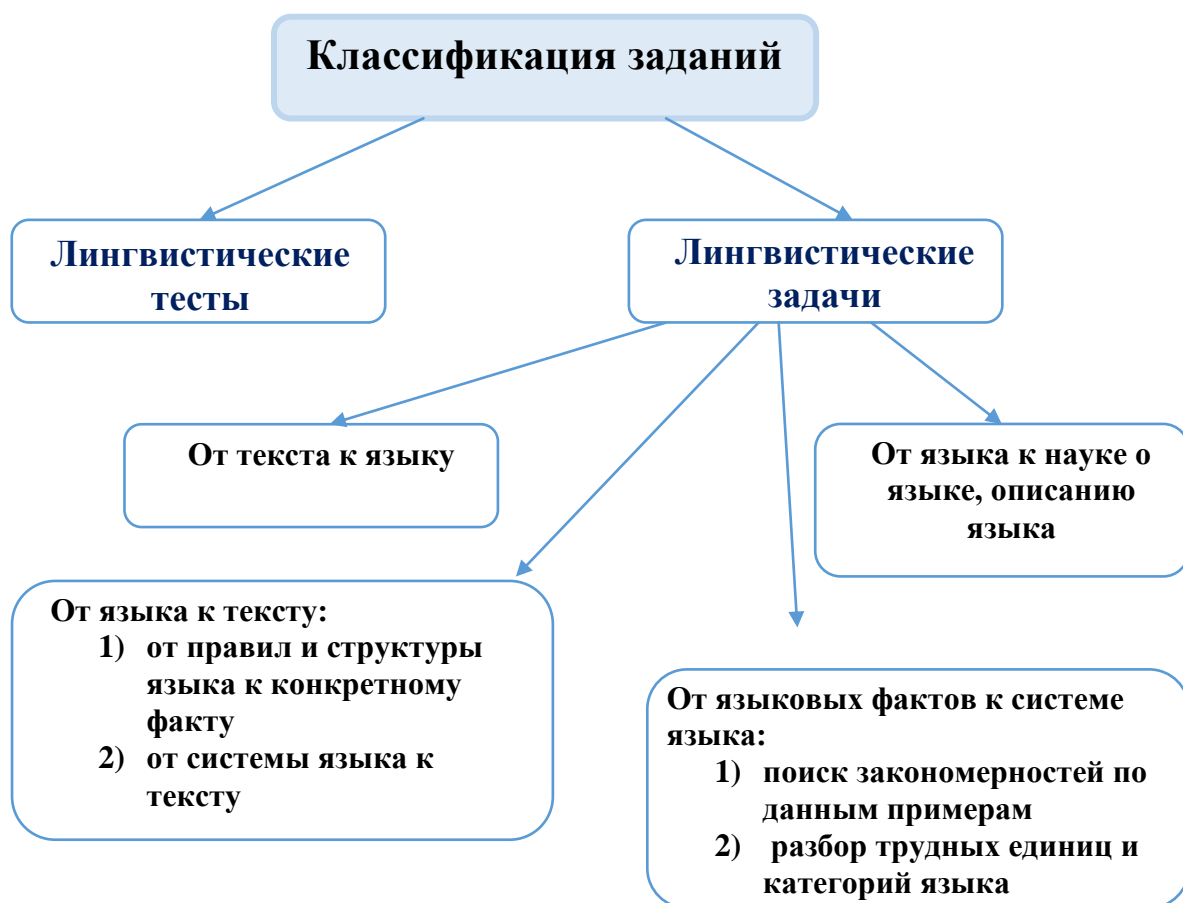 Классификация заданий
Лингвистические
тесты
Лингвистические
задачи
От текста к языку
От языка к науке о
языке, описанию
языка
От языка к тексту:
1) от правил и структуры
языка к конкретному
факту
2) от системы языка к
тексту
От языковых фактов к системе
языка:
1) поиск закономерностей по
данным примерам
2) разбор трудных единиц и
категорий языка